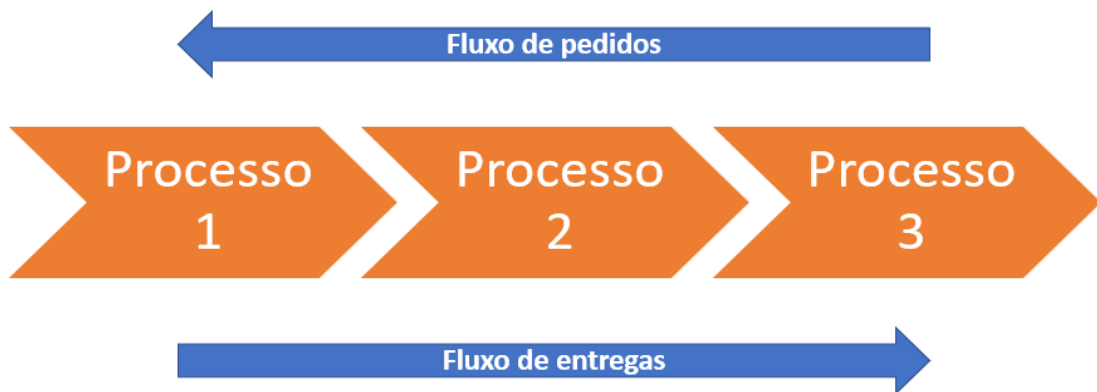 Fluxo de pedidos
Processo
1
Processo
2
Processo
3
Fluxo de entregas